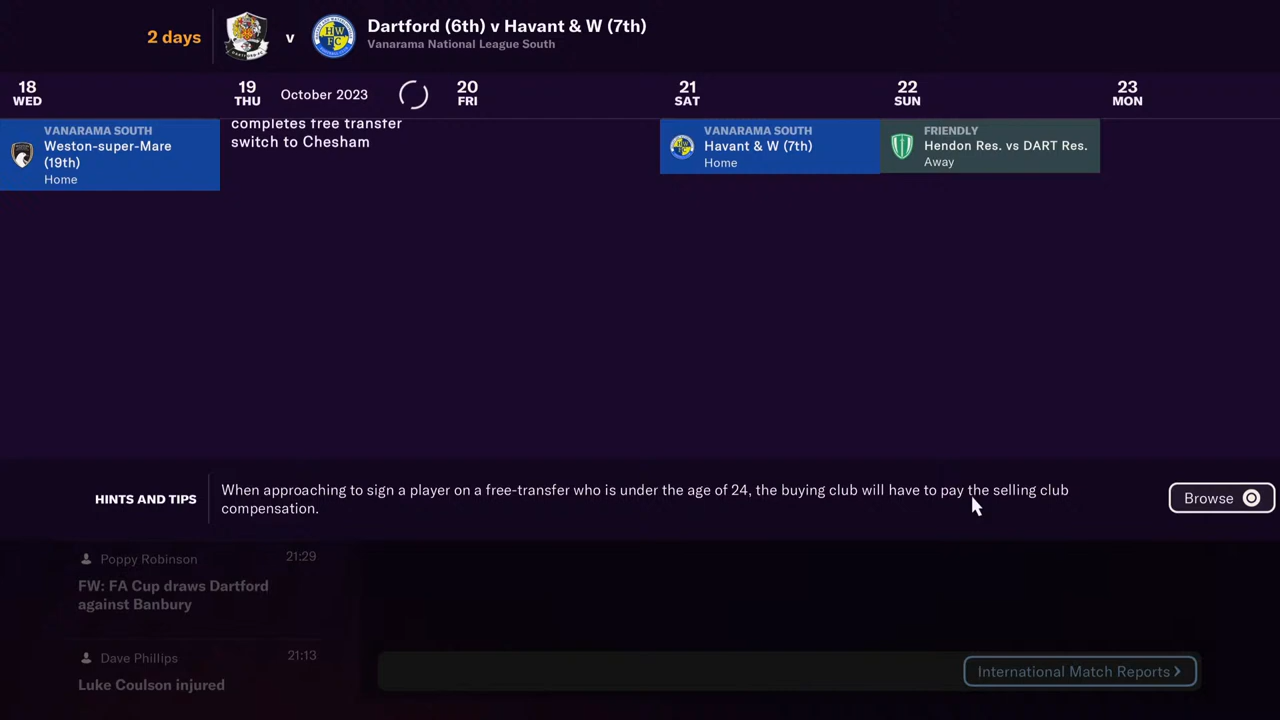 2 days
v
Dartford (6th) v Havant & W (7th)
Vanarama National League South
18
WED
19
THU
October 2023
20
FRI
21
SAT
22
SUN
23
MON
VANARAMA SOUTH
Weston-super-Mare
(19th)
Home
completes free transfer
switch to Chesham
VANARAMA SOUTH
Havant & W (7th)
Home
FRIENDLY
Hendon Res. vs DART Res.
Away
HINTS AND TIPS
When approaching to sign a player on a free-transfer who is under the age of 24, the buying club will have to pay the selling club
compensation.
Browse
Poppy Robinson
21:29
FW: FA Cup draws Dartford
against Banbury
Dave Phillips
21:13
Luke Coulson injured
International Match Reports